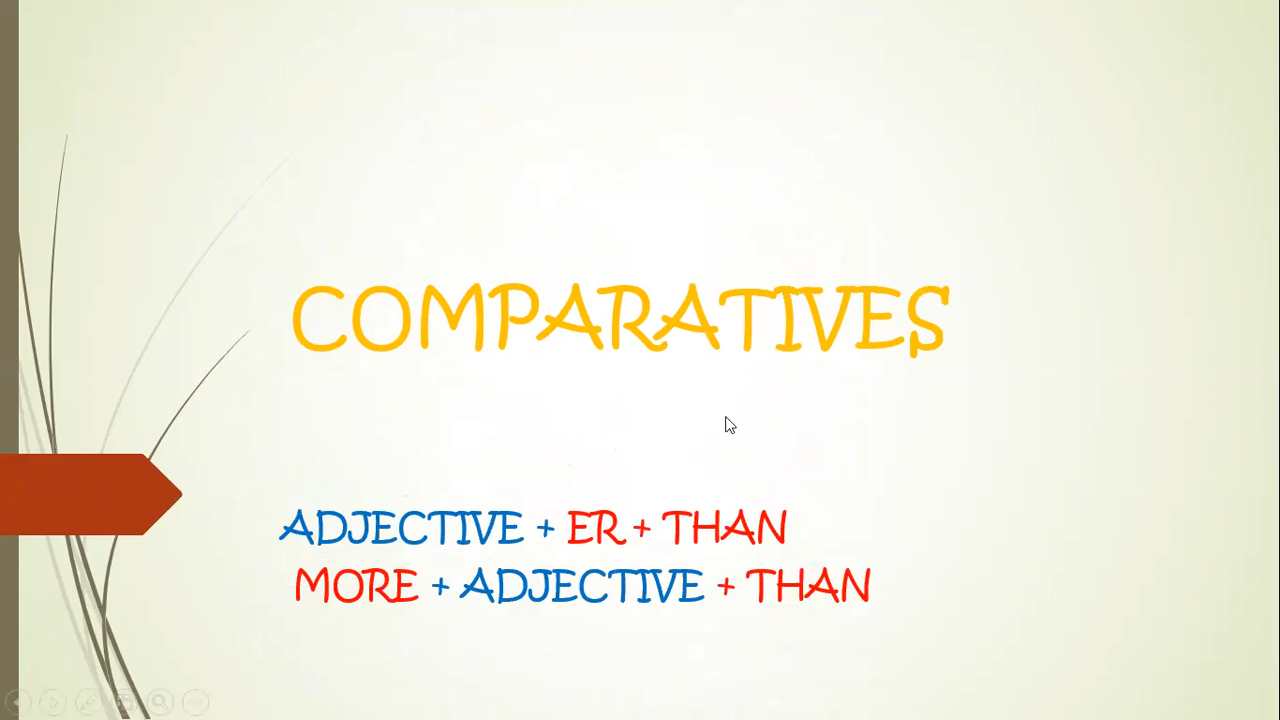 COMPARATIVES
ADJECTIVE + ER + THAN
MORE + ADJECTIVE + THAN